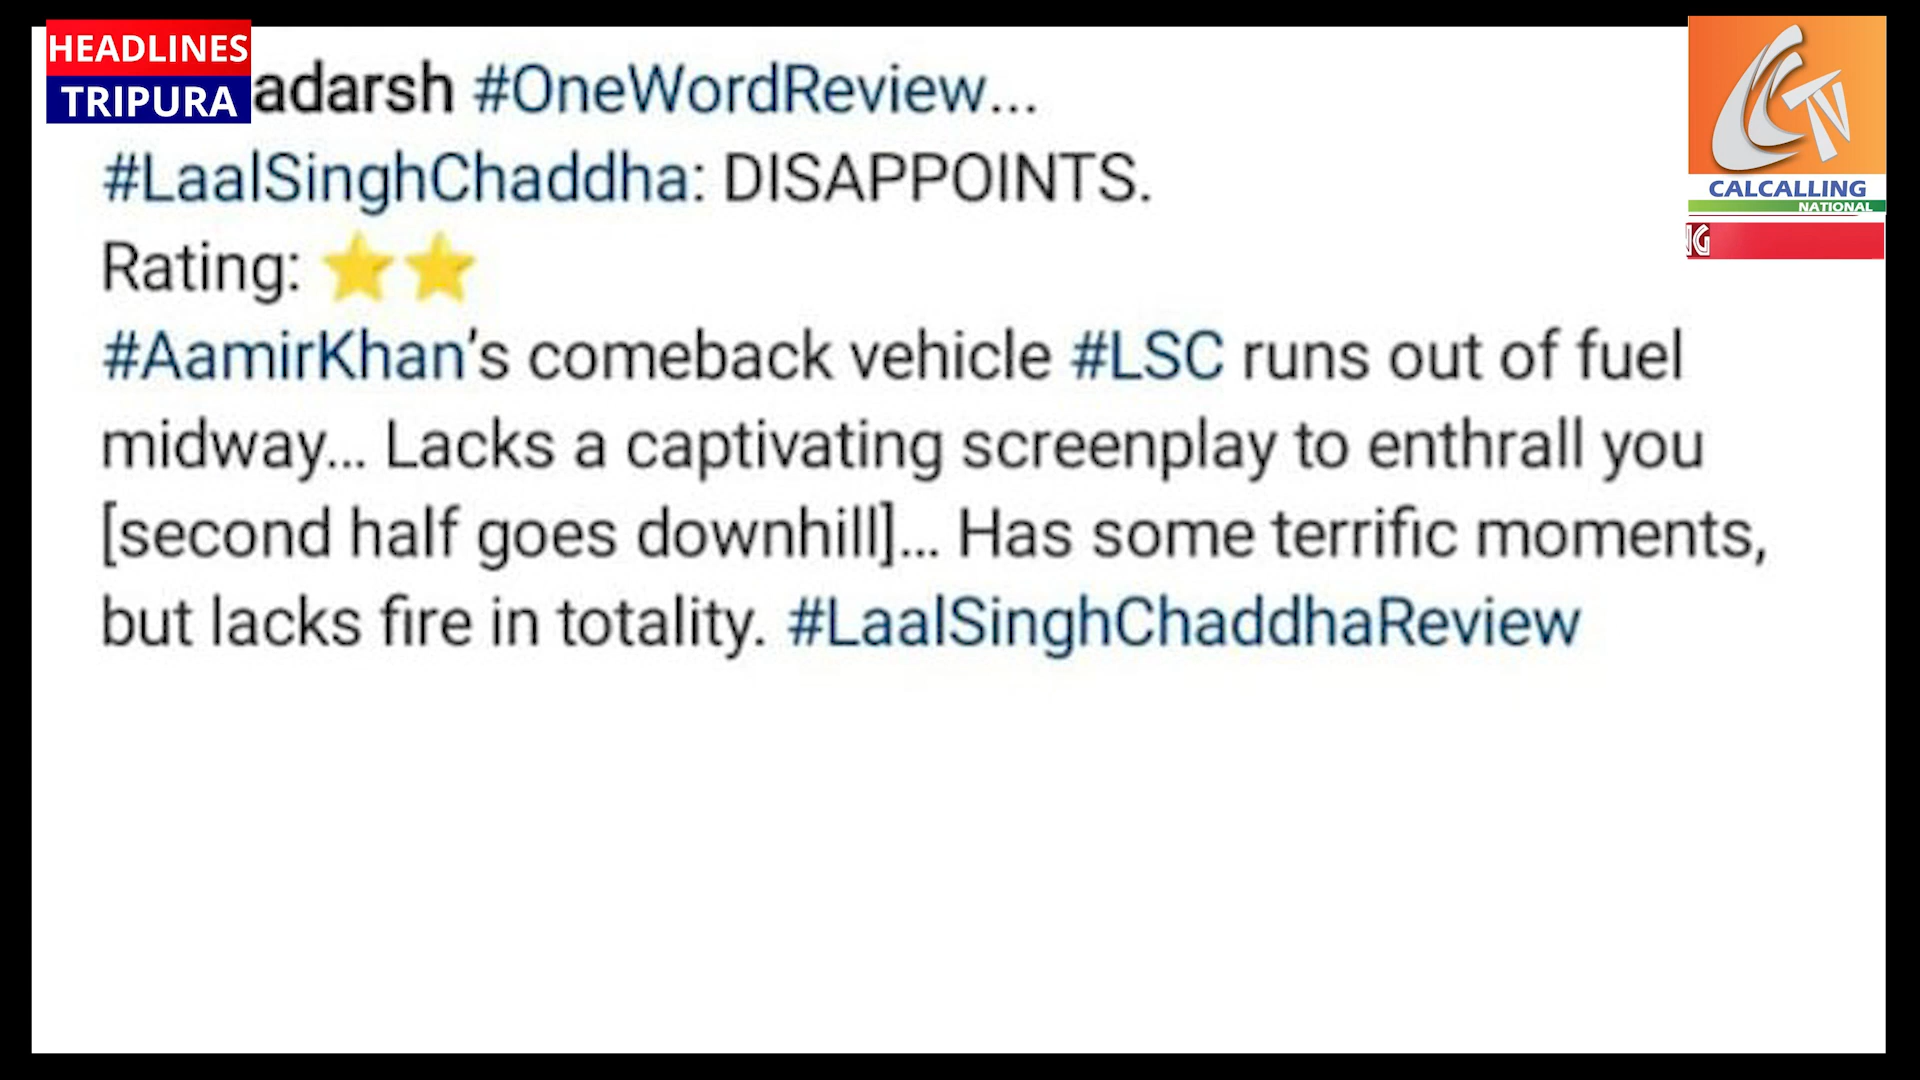 HEADLINES
TRIPURA
adarsh #OneWordReview...
#LaalSinghChaddha: DISAPPOINTS.
Rating: ⭐⭐
#AamirKhan's comeback vehicle #LSC runs out of fuel
midway... Lacks a captivating screenplay to enthrall you
[second half goes downhill]... Has some terrific moments,
but lacks fire in totality. #LaalSinghChaddhaReview
CCTV
CALCALLING
NATIONAL